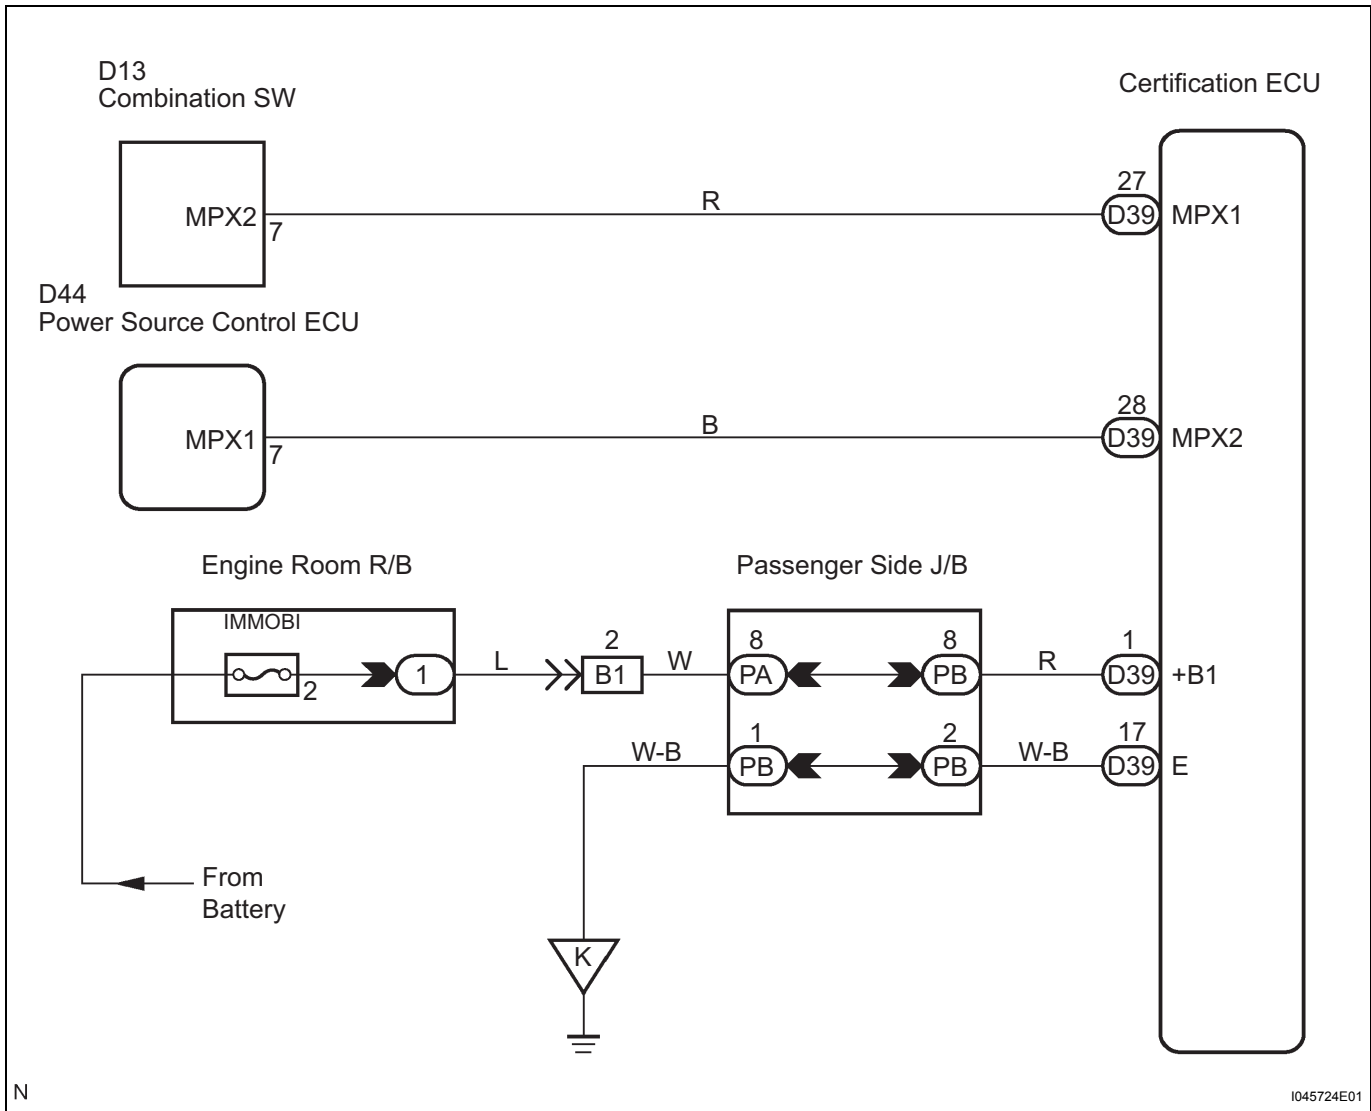 D13
Combination SW
Certification ECU
MPX2
7
R
27
D39
MPX1
D44
Power Source Control ECU
MPX1
7
B
28
D39
MPX2
Engine Room R/B
Passenger Side J/B
IMMOBI
2
1
L
2
B1
W
8
PA
8
PB
R
1
D39
+B1
W-B
1
PB
2
PB
W-B
17
D39
E
From
Battery
K
N
I045724E01